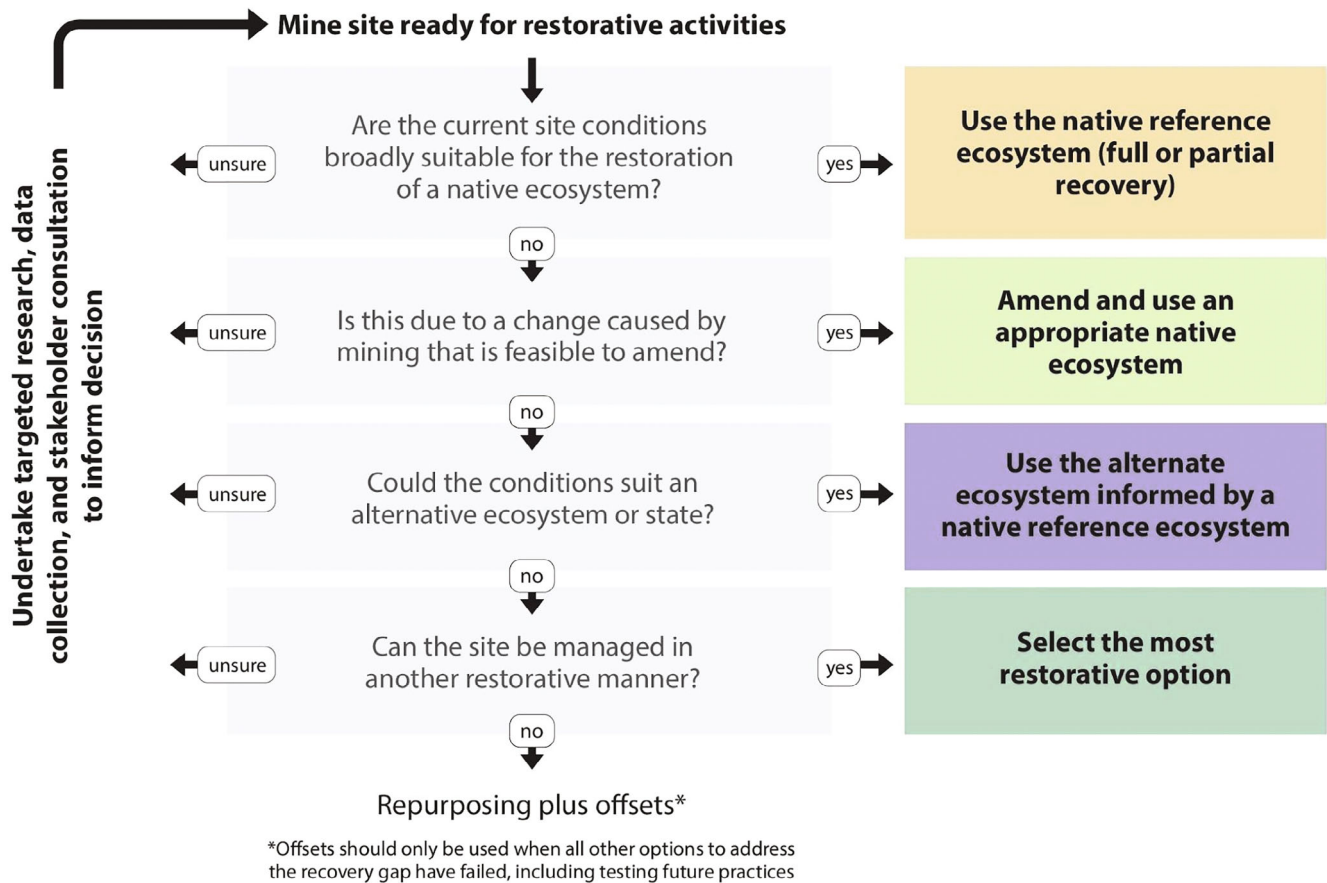 Mine site ready for restorative activities
Undertake targeted research, data
collection, and stakeholder consultation
to inform decision
Are the current site conditions
broadly suitable for the restoration
of a native ecosystem?
unsure
yes
Use the native reference
ecosystem (full or partial
recovery)
no
Is this due to a change caused by
mining that is feasible to amend?
unsure
yes
Amend and use an
appropriate native
ecosystem
no
Could the conditions suit an
alternative ecosystem or state?
unsure
yes
Use the alternate
ecosystem informed by a
native reference ecosystem
no
Can the site be managed in
another restorative manner?
unsure
yes
Select the most
restorative option
no
Repurposing plus offsets*
*Offsets should only be used when all other options to address
the recovery gap have failed, including testing future practices